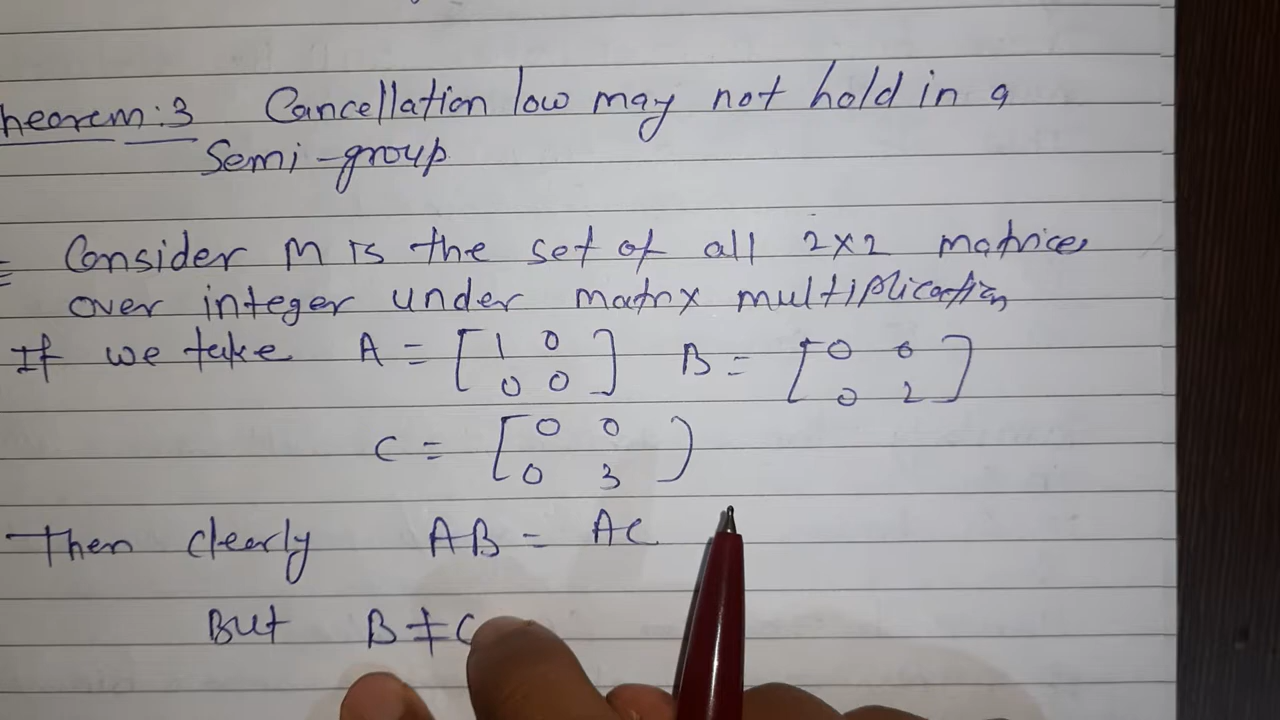 heorem:3 Cancellation low may not hold in a
Semi-group
= Consider M is the set of all 2x2 matrices
over integer under matrix multiplication
If we take A = [1 0 0 0] B = [0 0 0 2]
C = [0 0 0 3]
Then clearly AB = AC
But B ≠ C